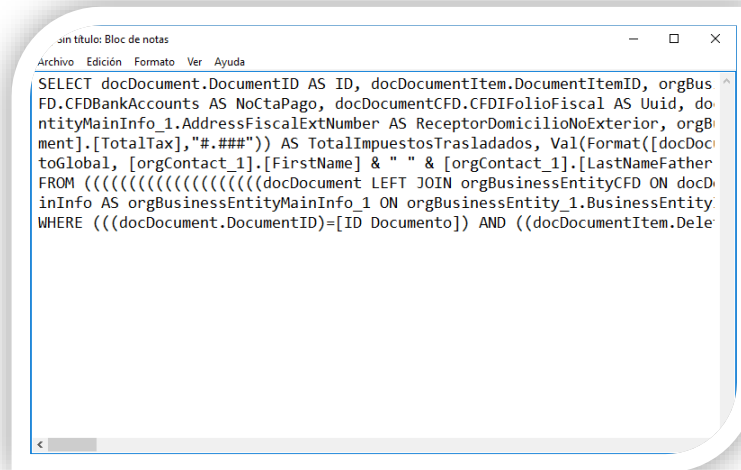 Sin título: Bloc de notas
Archivo Edición Formato Ver Ayuda
SELECT docDocument.DocumentID AS ID, docDocumentItem.DocumentItemID, orgBus
FD.CFDBankAccounts AS NoCtaPago, docDocumentCFD.CFDIFolioFiscal AS Uuid, do
ntityMainInfo_1.AddressFiscalExtNumber AS ReceptorDomicilioNoExterior, orgB
ment].[TotalTax],"#.###")) AS TotalImpuestosTrasladados, Val(Format([docDoc
toGlobal, [orgContact_1].[FirstName] & " " & [orgContact_1].[LastNameFather
FROM ((((((((((((((((((((docDocument LEFT JOIN orgBusinessEntityCFD ON docD
inInfo AS orgBusinessEntityMainInfo_1 ON orgBusinessEntity_1.BusinessEntity
WHERE (((docDocument.DocumentID)=[ID Documento]) AND ((docDocumentItem.Dele